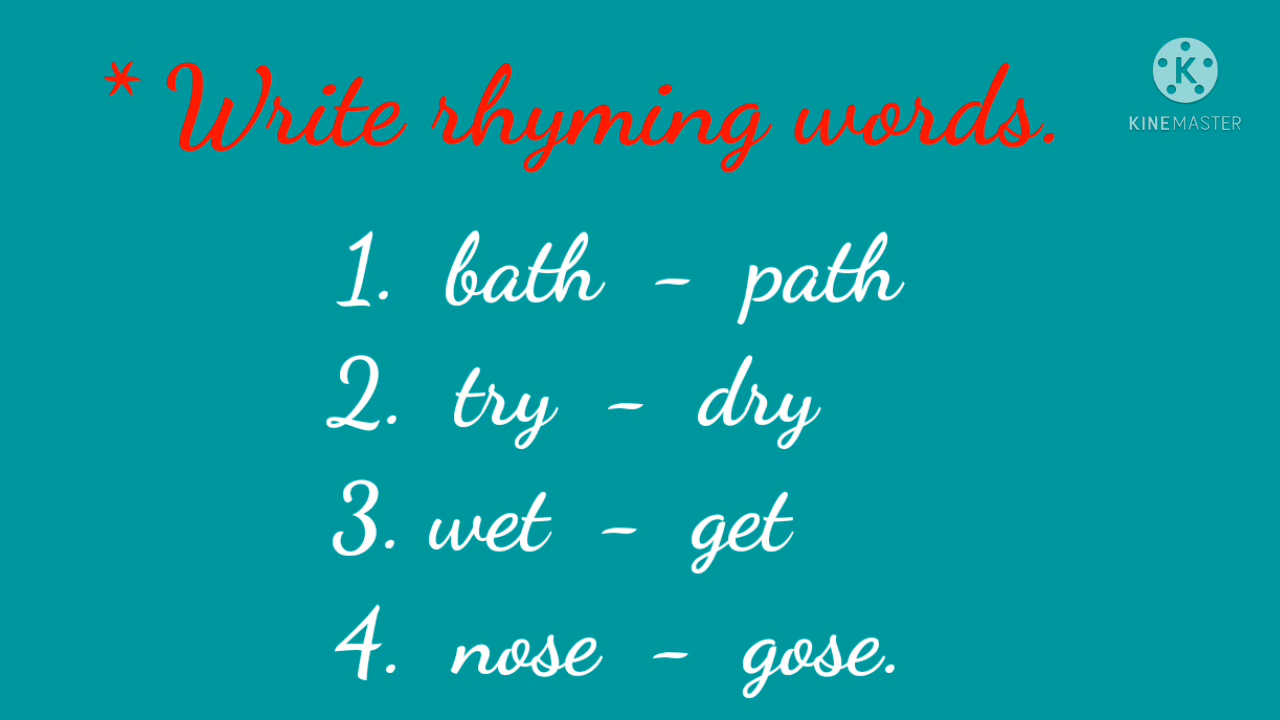 * Write rhyming words.
KINEMASTER
1. bath - path
2. try - dry
3. wet - get
4. nose - gose.